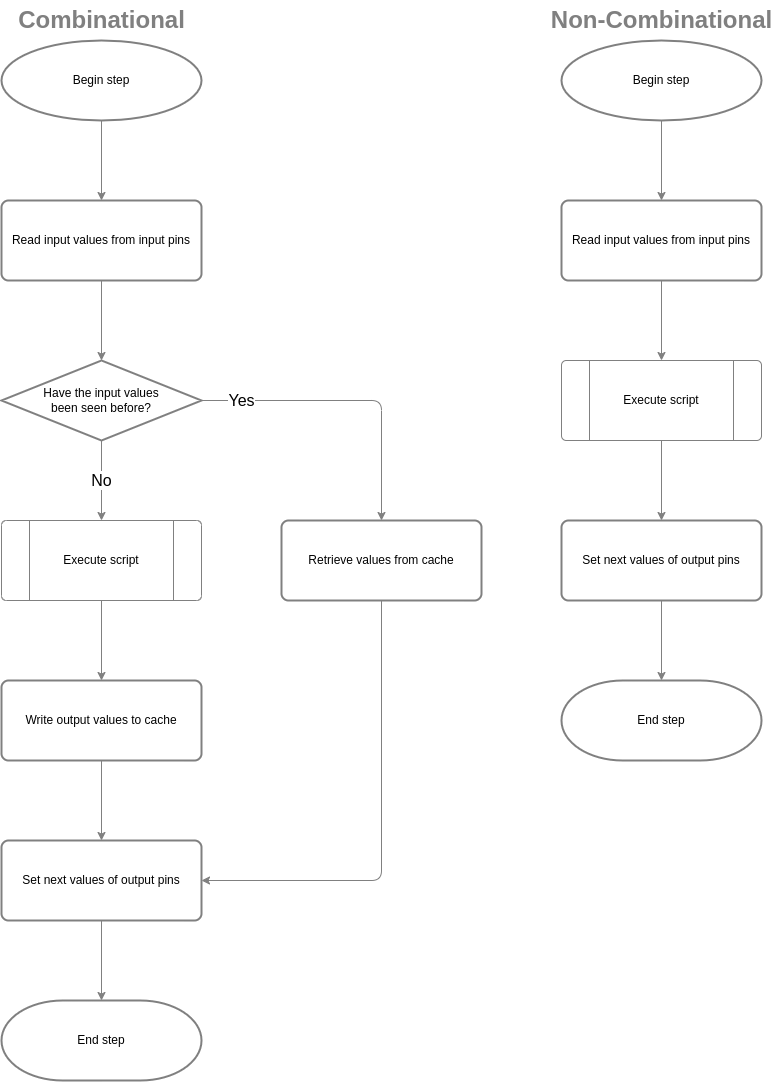 Combinational
Begin step
Read input values from input pins
Have the input values
been seen before?
Yes
No
Execute script
Retrieve values from cache
Write output values to cache
Set next values of output pins
End step
Non-Combinational
Begin step
Read input values from input pins
Execute script
Set next values of output pins
End step